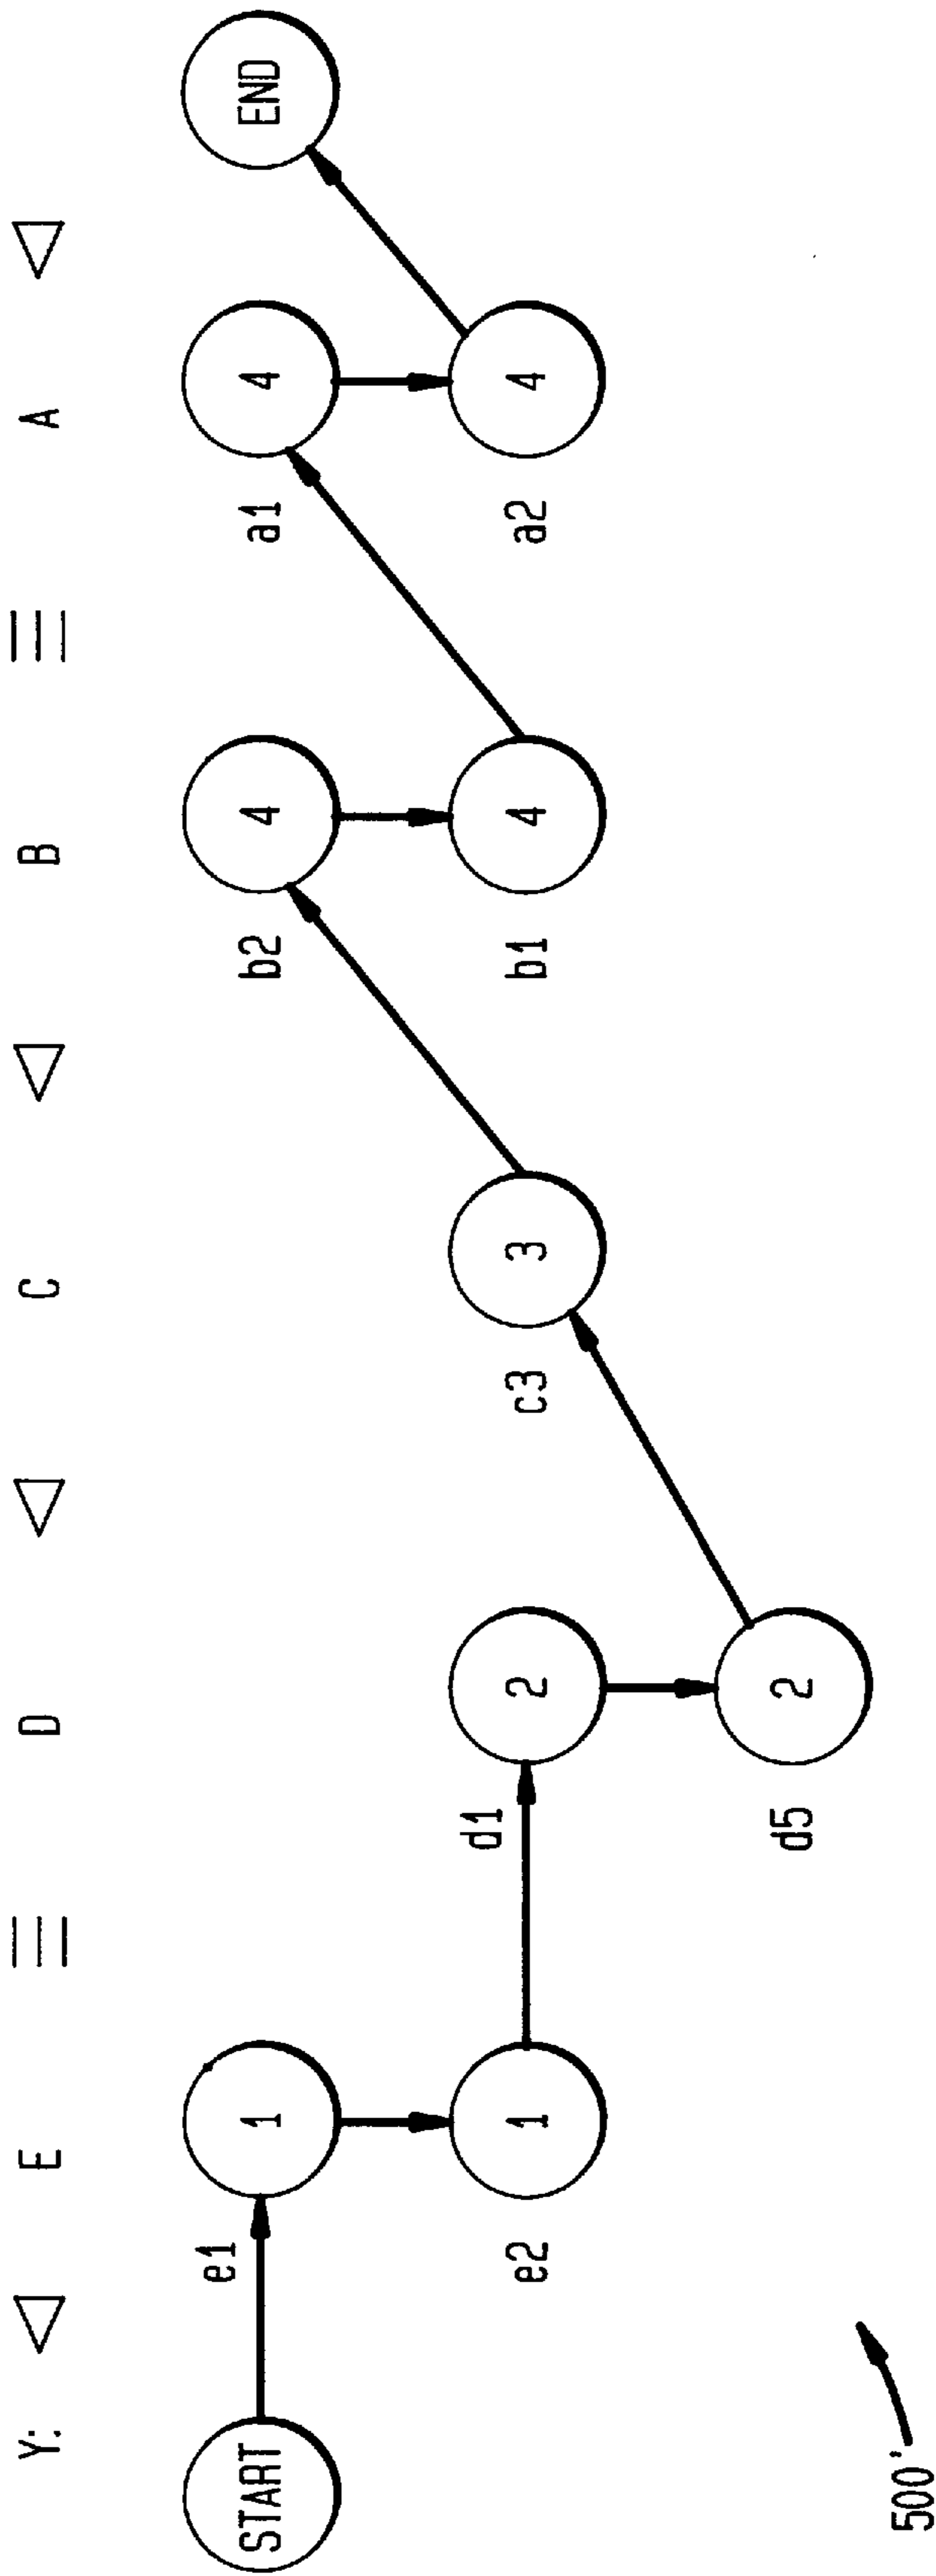 Y: ◁ E ≡ D ◁ C ◁ B ≡ A ◁
START e1 1 b2 4 a1 4 END
e2 1 d1 2 c3 3 b1 4 a2 4
d5 2
500'